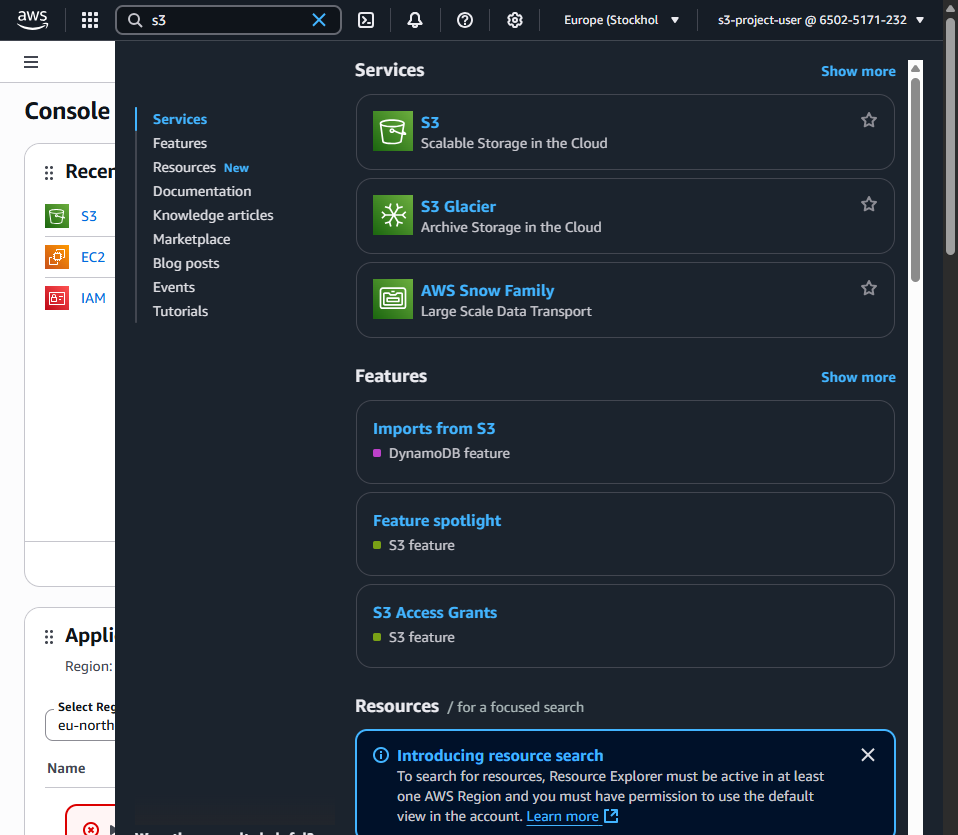 aws
s3
Europe (Stockhol
s3-project-user @ 6502-5171-232
Console
Recen
S3
EC2
IAM
Appli
Region:
Select Reg
eu-north
Name
Services
Features
Resources New
Documentation
Knowledge articles
Marketplace
Blog posts
Events
Tutorials
Services
Show more
S3
Scalable Storage in the Cloud
S3 Glacier
Archive Storage in the Cloud
AWS Snow Family
Large Scale Data Transport
Features
Show more
Imports from S3
DynamoDB feature
Feature spotlight
S3 feature
S3 Access Grants
S3 feature
Resources / for a focused search
Introducing resource search
To search for resources, Resource Explorer must be active in at least
one AWS Region and you must have permission to use the default
view in the account. Learn more